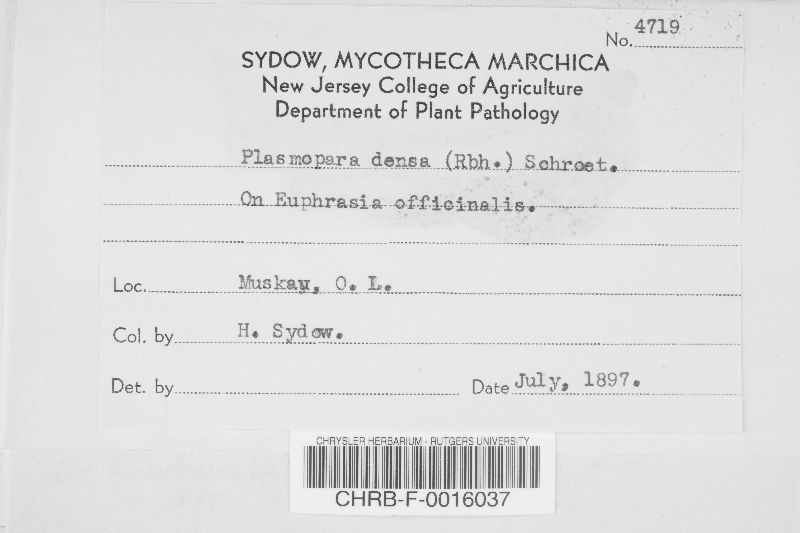 No. 4719
SYDOW, MYCOTHECA MARCHICA
New Jersey College of Agriculture
Department of Plant Pathology
Plasmopara densa (Rbh.) Schroet.
On Euphrasia officinalis.
Loc. Muskau, O. L.
Col. by H. Sydow.
Det. by
Date July, 1897.
CHRYSLER HERBARIUM - RUTGERS UNIVERSITY
CHRB-F-0016037